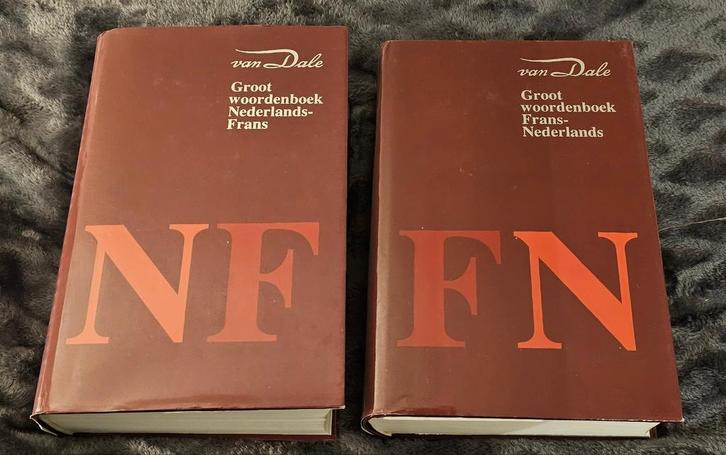 van Dale
Groot
woordenboek
Nederlands-
Frans
NF
van Dale
Groot
woordenboek
Frans-
Nederlands
FN